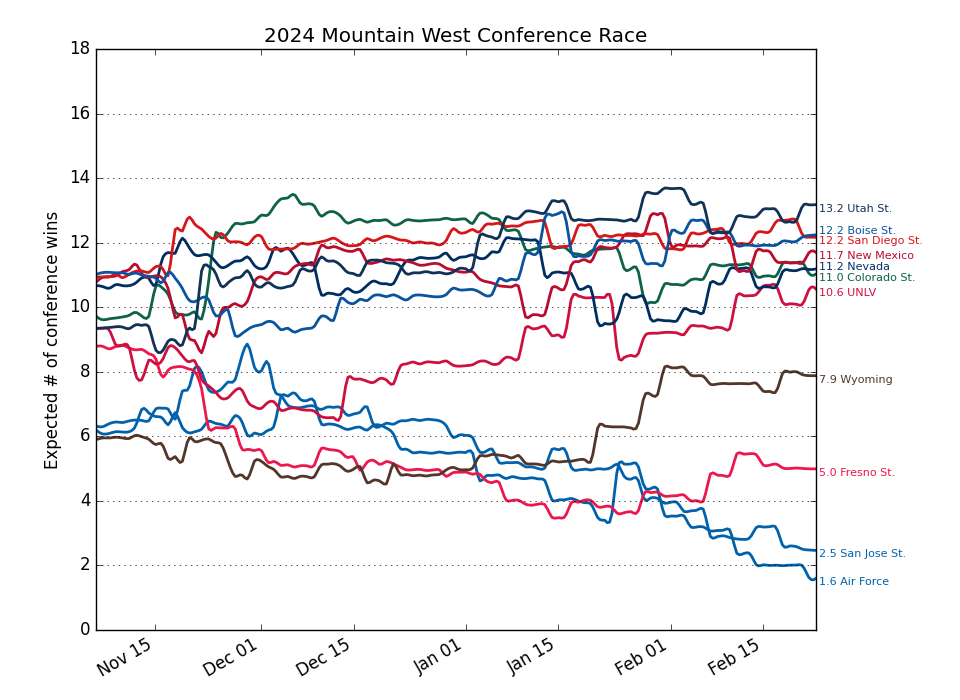 2024 Mountain West Conference Race
Expected # of conference wins
18
16
14
12
10
8
6
4
2
0
13.2 Utah St.
12.2 Boise St.
12.2 San Diego St.
11.7 New Mexico
11.2 Nevada
11.0 Colorado St.
10.6 UNLV
7.9 Wyoming
5.0 Fresno St.
2.5 San Jose St.
1.6 Air Force
Nov 15
Dec 01
Dec 15
Jan 01
Jan 15
Feb 01
Feb 15